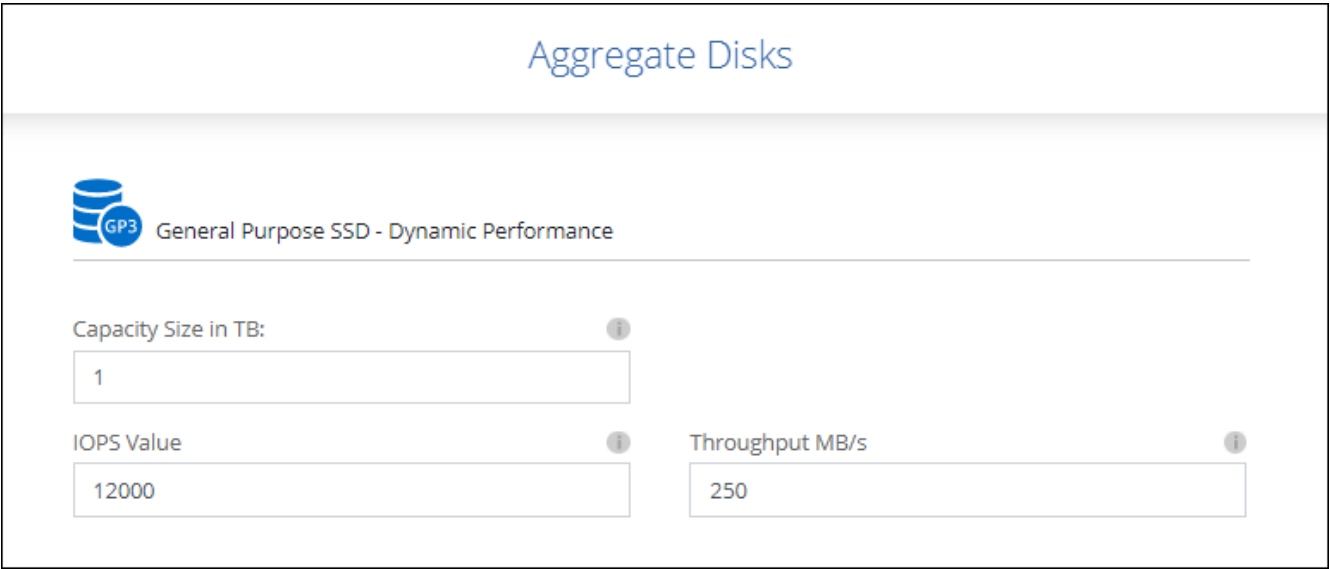 Aggregate Disks
GP3
General Purpose SSD - Dynamic Performance
Capacity Size in TB:
1
IOPS Value
Throughput MB/s
12000
250